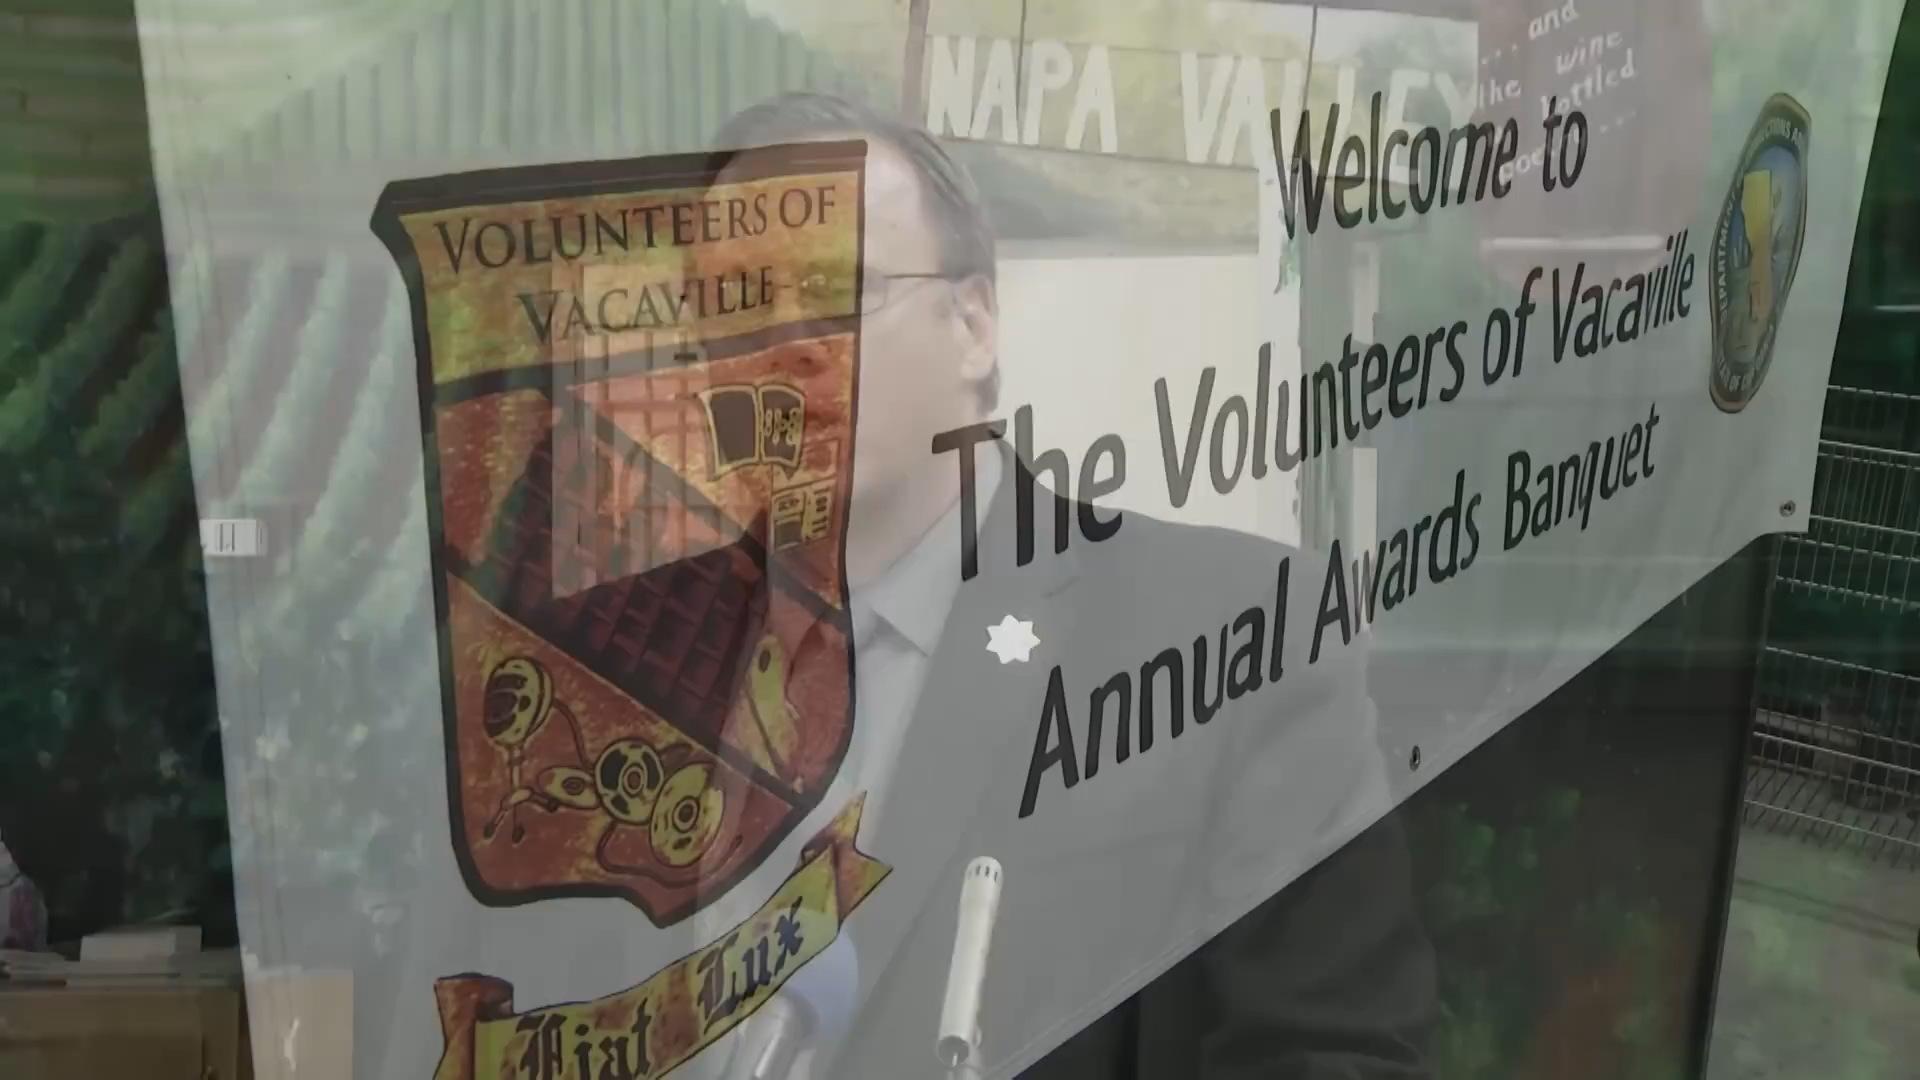 NAPA VALLEY
... and
the wine
bottled
VOLUNTEERS OF
VACAVILLE
Welcome to
The Volunteers of Vacaville
Annual Awards Banquet
Fiat Lux